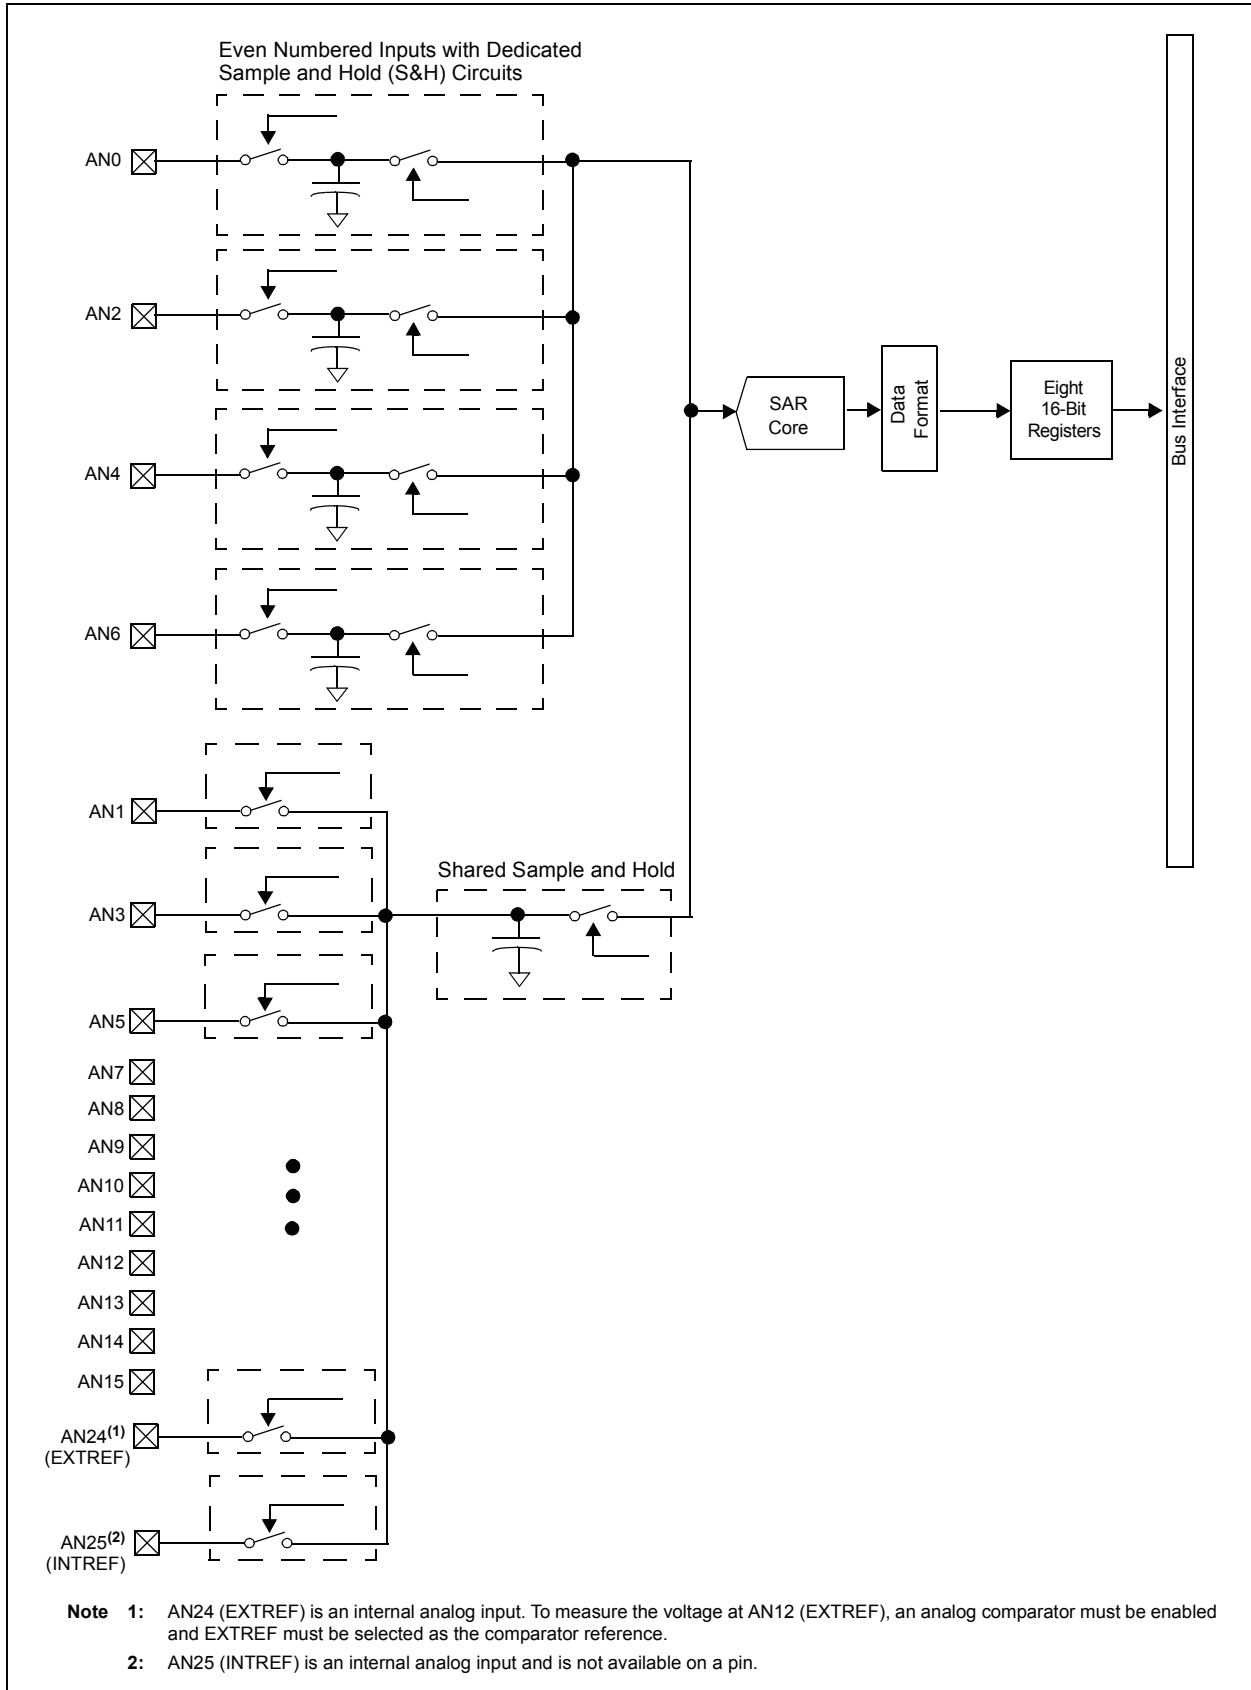 Even Numbered Inputs with Dedicated
Sample and Hold (S&H) Circuits
AN0
AN2
AN4
AN6
SAR
Core
Data
Format
Eight
16-Bit
Registers
Bus Interface
AN1
Shared Sample and Hold
AN3
AN5
AN7
AN8
AN9
AN10
AN11
AN12
AN13
AN14
AN15
AN24(1)
(EXTREF)
AN25(2)
(INTREF)
Note 1: AN24 (EXTREF) is an internal analog input. To measure the voltage at AN12 (EXTREF), an analog comparator must be enabled
and EXTREF must be selected as the comparator reference.
2: AN25 (INTREF) is an internal analog input and is not available on a pin.